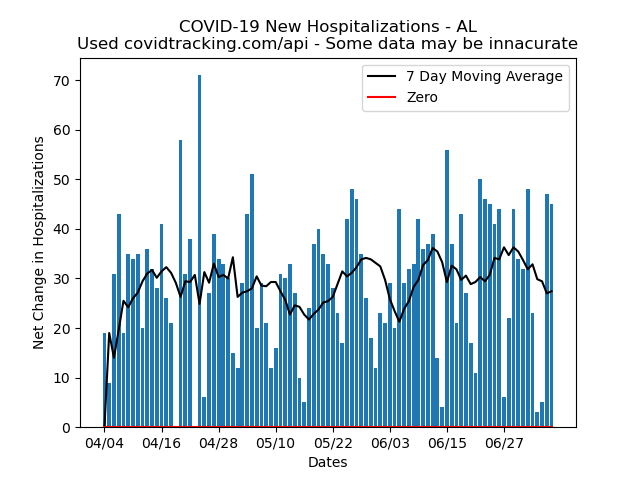 COVID-19 New Hospitalizations - AL
Used covidtracking.com/api - Some data may be innacurate
7 Day Moving Average
Zero
Net Change in Hospitalizations
70
60
50
40
30
20
10
0
04/04 04/16 04/28 05/10 05/22 06/03 06/15 06/27
Dates